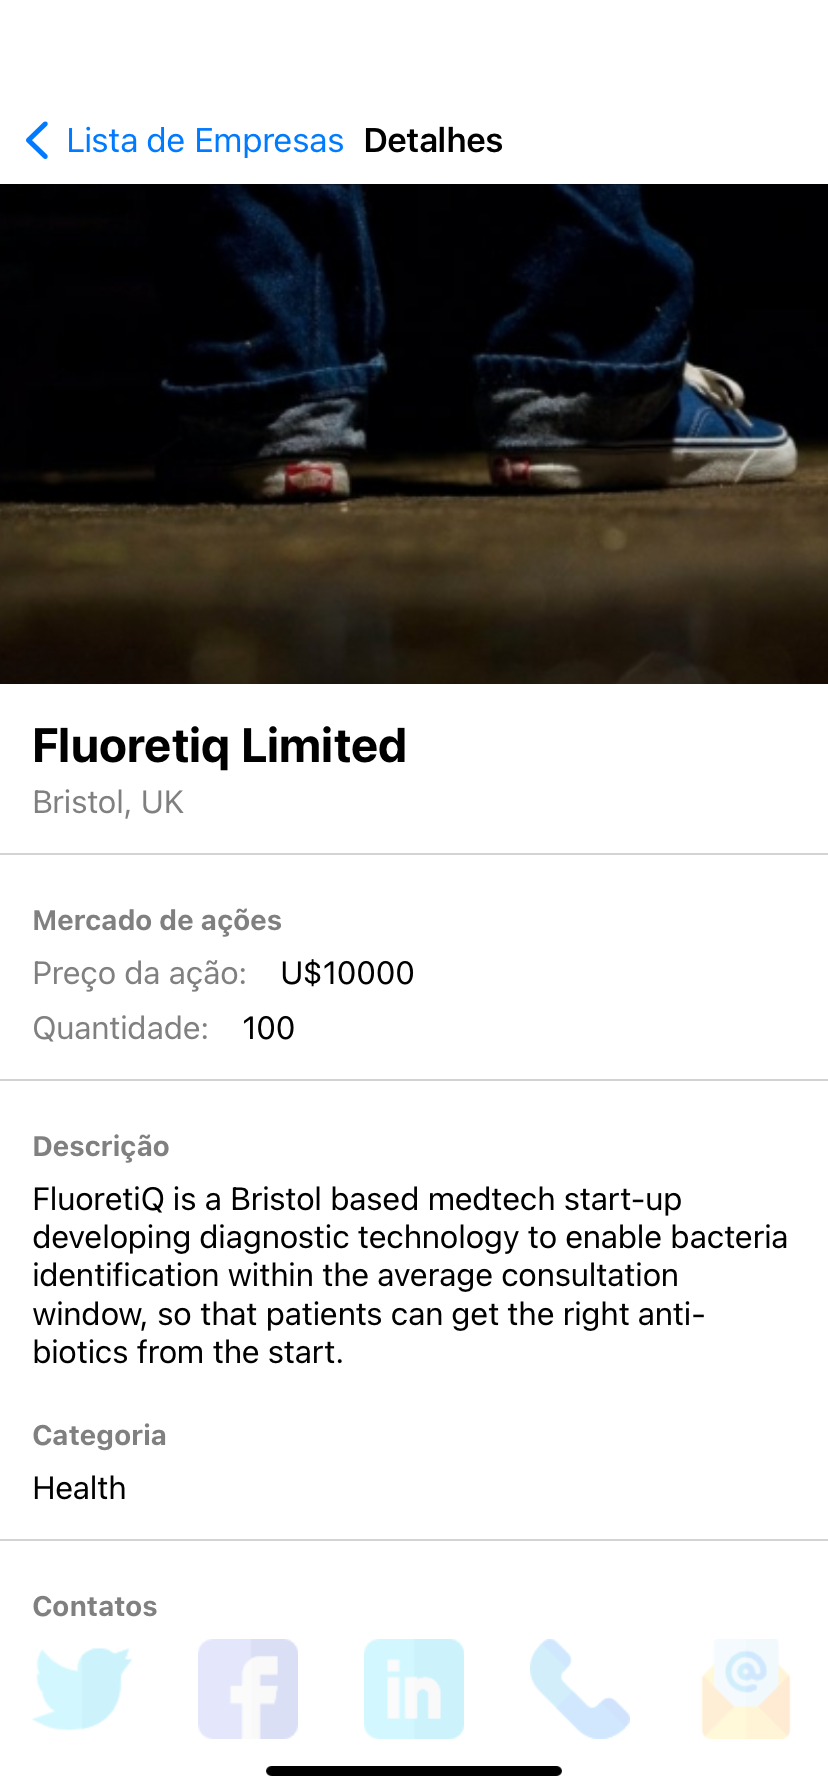 Lista de Empresas Detalhes
Fluoretiq Limited
Bristol, UK
Mercado de ações
Preço da ação: U$10000
Quantidade: 100
Descrição
FluoretiQ is a Bristol based medtech start-up
developing diagnostic technology to enable bacteria
identification within the average consultation
window, so that patients can get the right anti-
biotics from the start.
Categoria
Health
Contatos
f in @